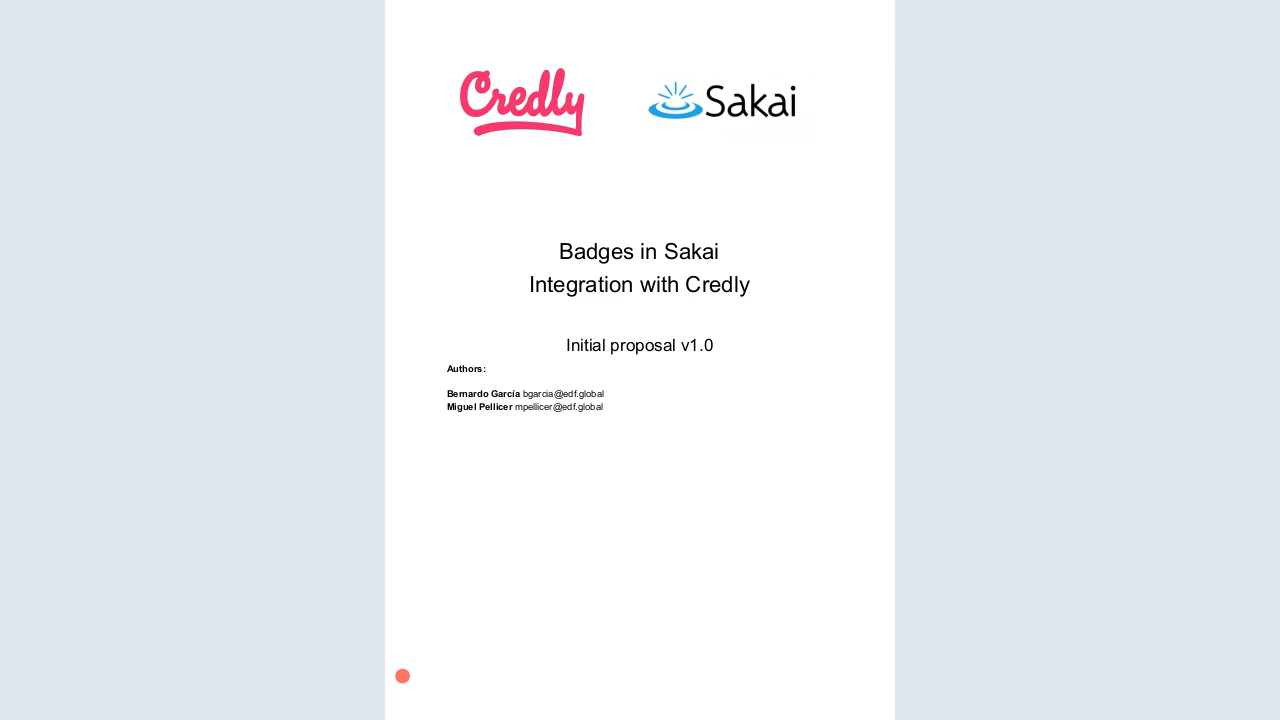 Credly
Sakai
Badges in Sakai
Integration with Credly
Initial proposal v1.0
Authors:
Bernardo García bgarcia@edf.global
Miguel Pellicer mpellicer@edf.global